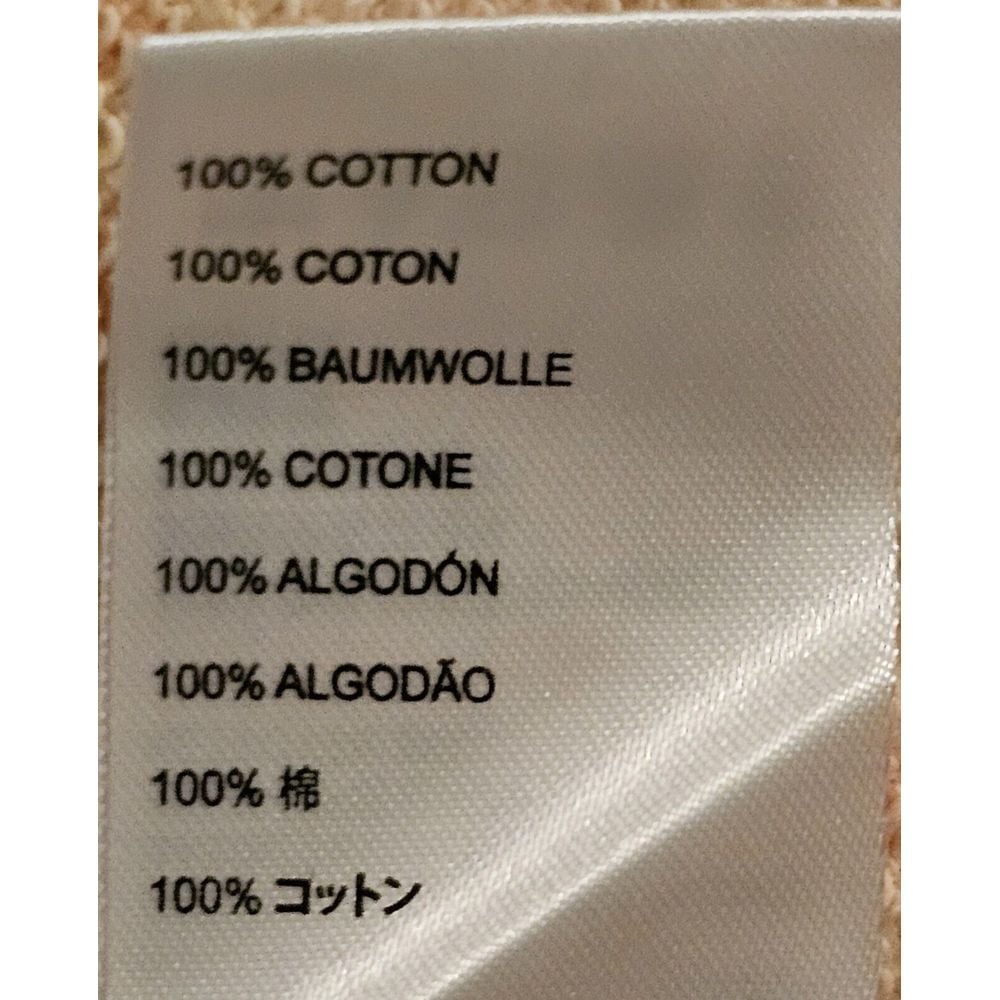 100% COTTON
100% COTON
100% BAUMWOLLE
100% COTONE
100% ALGODÓN
100% ALGODÃO
100% 棉
100% コットン